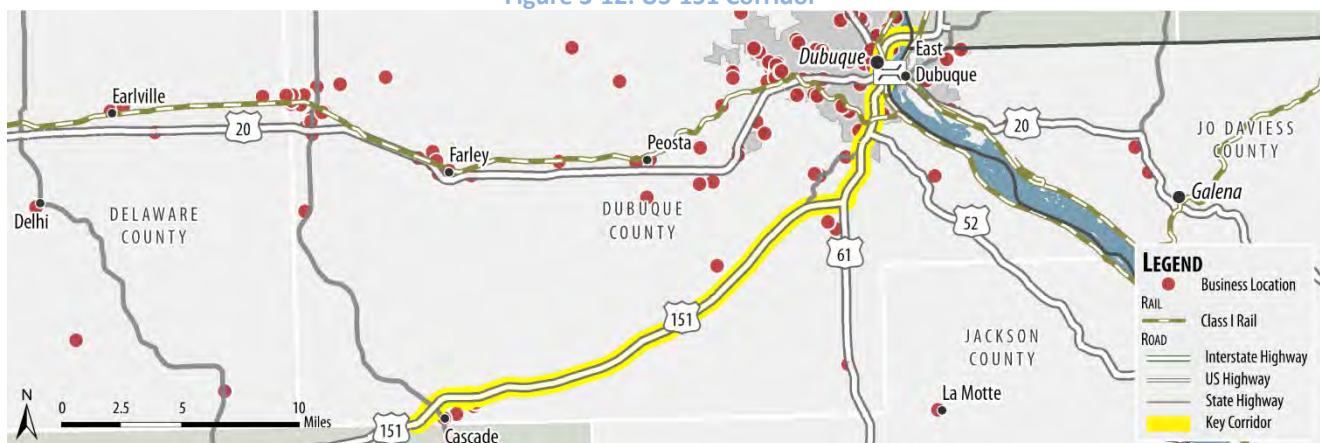 Figure 3-12: US 151 Corridor
Dubuque
East
Dubuque
Earlville
20
Farley
Peosta
20
JO DAVIESS
COUNTY
Galena
Delhi
DELAWARE
COUNTY
DUBUQUE
COUNTY
61
52
151
JACKSON
COUNTY
La Motte
151
Cascade
N
0 2.5 5 10
Miles
LEGEND
Business Location
RAIL
Class I Rail
ROAD
Interstate Highway
US Highway
State Highway
Key Corridor